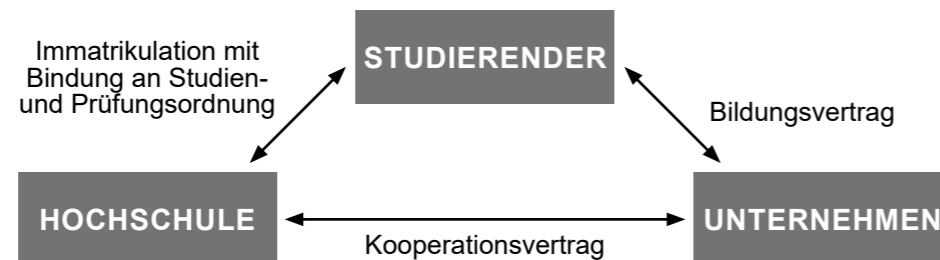 Immatrikulation mit
Bindung an Studien-
und Prüfungsordnung
STUDIERENDER
Bildungsvertrag
HOCHSCHULE
Kooperationsvertrag
UNTERNEHMEN